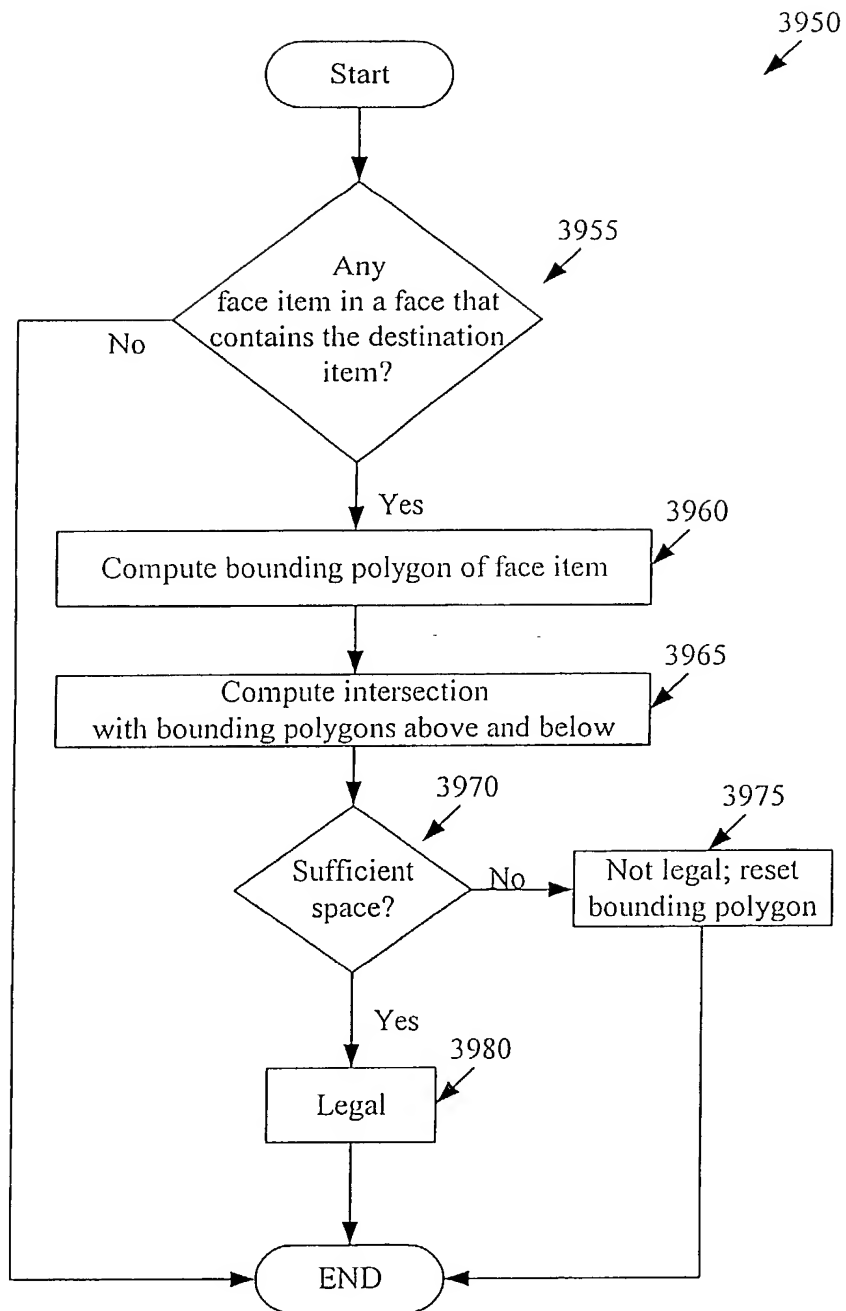 3950
Start
3955
Any
face item in a face that
contains the destination
item?
No
Yes
3960
Compute bounding polygon of face item
3965
Compute intersection
with bounding polygons above and below
3970
3975
Sufficient
space?
No
Not legal; reset
bounding polygon
Yes
3980
Legal
END